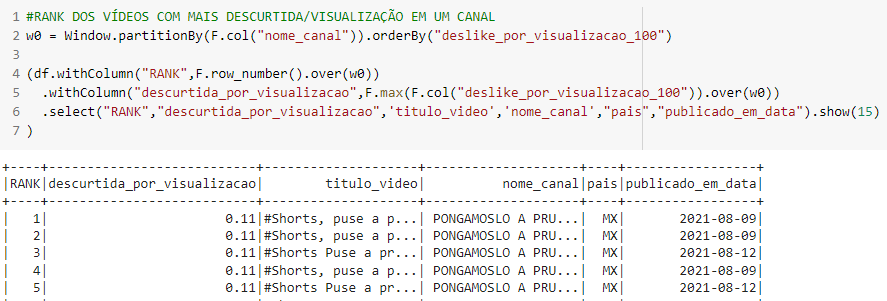 1 #RANK DOS VÍDEOS COM MAIS DESCURTIDA/VISUALIZAÇÃO EM UM CANAL
2 w0 = Window.partitionBy(F.col("nome_canal")).orderBy("deslike_por_visualizacao_100")
3
4 (df.withColumn("RANK",F.row_number().over(w0))
5   .withColumn("descurtida_por_visualizacao",F.max(F.col("deslike_por_visualizacao_100")).over(w0))
6   .select("RANK","descurtida_por_visualizacao",'titulo_video','nome_canal',"pais","publicado_em_data").show(15)
7 )
+----+---------------------------+--------------------+--------------------+----+-----------------+
|RANK|descurtida_por_visualizacao|        titulo_video|          nome_canal|pais|publicado_em_data|
+----+---------------------------+--------------------+--------------------+----+-----------------+
|   1|                       0.11|#Shorts, puse a p...| PONGAMOSLO A PRU...|  MX|       2021-08-09|
|   2|                       0.11|#Shorts, puse a p...| PONGAMOSLO A PRU...|  MX|       2021-08-09|
|   3|                       0.11|#Shorts Puse a pr...| PONGAMOSLO A PRU...|  MX|       2021-08-12|
|   4|                       0.11|#Shorts, puse a p...| PONGAMOSLO A PRU...|  MX|       2021-08-09|
|   5|                       0.11|#Shorts, Puse a pr...| PONGAMOSLO A PRU...|  MX|       2021-08-12|